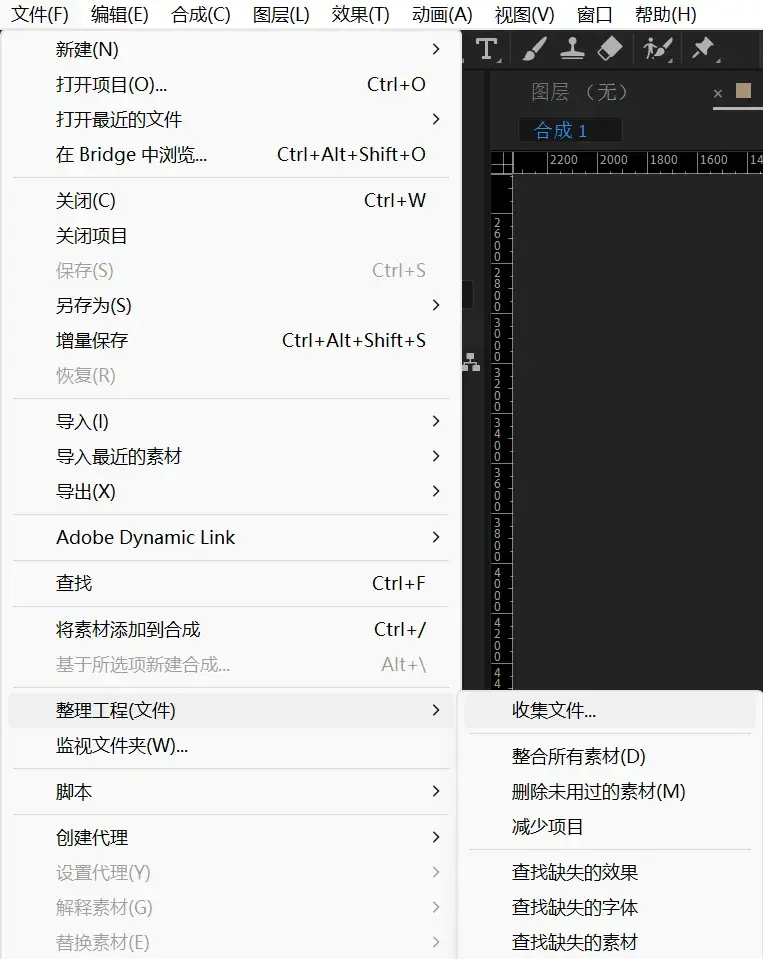 文件(F) 编辑(E) 合成(C) 图层(L) 效果(T) 动画(A) 视图(V) 窗口 帮助(H)
新建(N)
打开项目(O)... Ctrl+O
打开最近的文件
在 Bridge 中浏览... Ctrl+Alt+Shift+O
关闭(C) Ctrl+W
关闭项目
保存(S) Ctrl+S
另存为(S)
增量保存 Ctrl+Alt+Shift+S
恢复(R)
导入(I)
导入最近的素材
导出(X)
Adobe Dynamic Link
查找 Ctrl+F
将素材添加到合成 Ctrl+/
基于所选项新建合成... Alt+\
整理工程(文件)
监视文件夹(W)...
脚本
创建代理
设置代理(Y)
解释素材(G)
替换素材(E)
图层 （无）
合成 1
2200 2000 1800 1600 14
2600
2800
3000
3200
3400
3600
3800
4000
4200
44
收集文件...
整合所有素材(D)
删除未用过的素材(M)
减少项目
查找缺失的效果
查找缺失的字体
查找缺失的素材